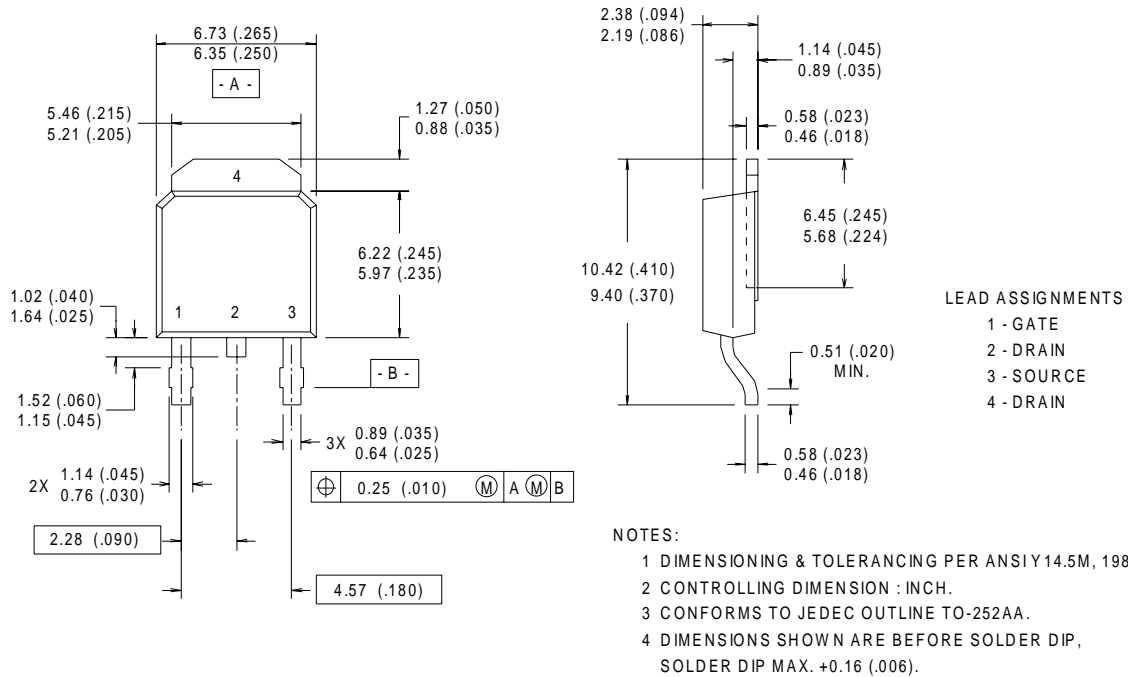 6.73 (.265)
6.35 (.250)
- A -
5.46 (.215)
5.21 (.205)
1.27 (.050)
0.88 (.035)
4
6.22 (.245)
5.97 (.235)
1.02 (.040)
1.64 (.025)
1 2 3
- B -
1.52 (.060)
1.15 (.045)
3X 0.89 (.035)
0.64 (.025)
2X 1.14 (.045)
0.76 (.030)
⌖ 0.25 (.010) Ⓜ A Ⓜ B
2.28 (.090)
4.57 (.180)
2.38 (.094)
2.19 (.086)
1.14 (.045)
0.89 (.035)
0.58 (.023)
0.46 (.018)
6.45 (.245)
5.68 (.224)
10.42 (.410)
9.40 (.370)
0.51 (.020)
MIN.
0.58 (.023)
0.46 (.018)
LEAD ASSIGNMENTS
1 - GATE
2 - DRAIN
3 - SOURCE
4 - DRAIN
NOTES:
1 DIMENSIONING & TOLERANCING PER ANSI Y14.5M, 198
2 CONTROLLING DIMENSION : INCH.
3 CONFORMS TO JEDEC OUTLINE TO-252AA.
4 DIMENSIONS SHOWN ARE BEFORE SOLDER DIP,
SOLDER DIP MAX. +0.16 (.006).